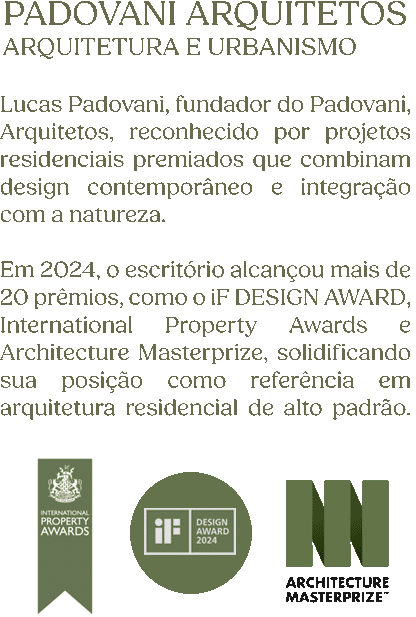 PADOVANI ARQUITETOS
ARQUITETURA E URBANISMO
Lucas Padovani, fundador do Padovani,
Arquitetos, reconhecido por projetos
residenciais premiados que combinam
design contemporâneo e integração
com a natureza.
Em 2024, o escritório alcançou mais de
20 prêmios, como o iF DESIGN AWARD,
International Property Awards e
Architecture Masterprize, solidificando
sua posição como referência em
arquitetura residencial de alto padrão.
INTERNATIONAL
PROPERTY
AWARDS
iF
DESIGN
AWARD
2024
ARCHITECTURE
MASTERPRIZE™